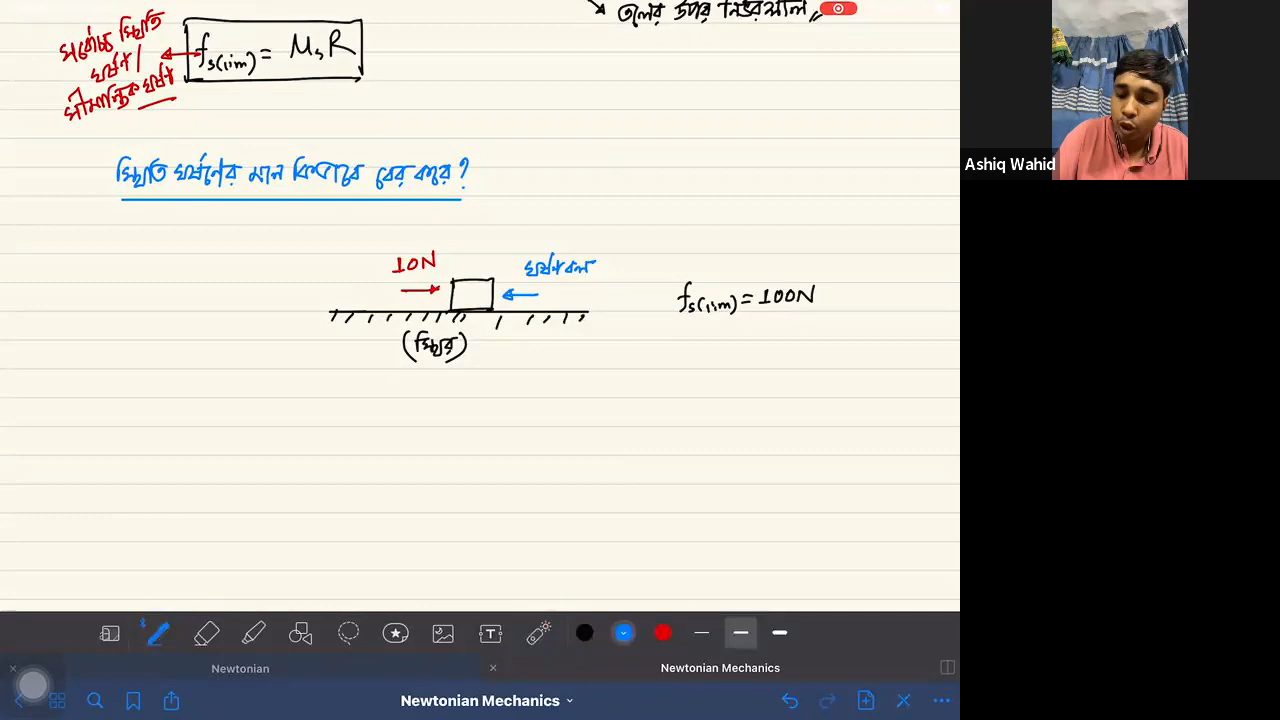 তলের উপর নির্ভরশীল
সর্বোচ্চ স্থিতি
ঘর্ষণ /
সীমান্তিক ঘর্ষণ
fs(lim) = μs R
স্থিতি ঘর্ষণের মান কিভাবে বের করে?
10N
ঘর্ষণ বল
fs(lim) = 100N
(স্থির)
Ashiq Wahid
Newtonian
Newtonian Mechanics
Newtonian Mechanics